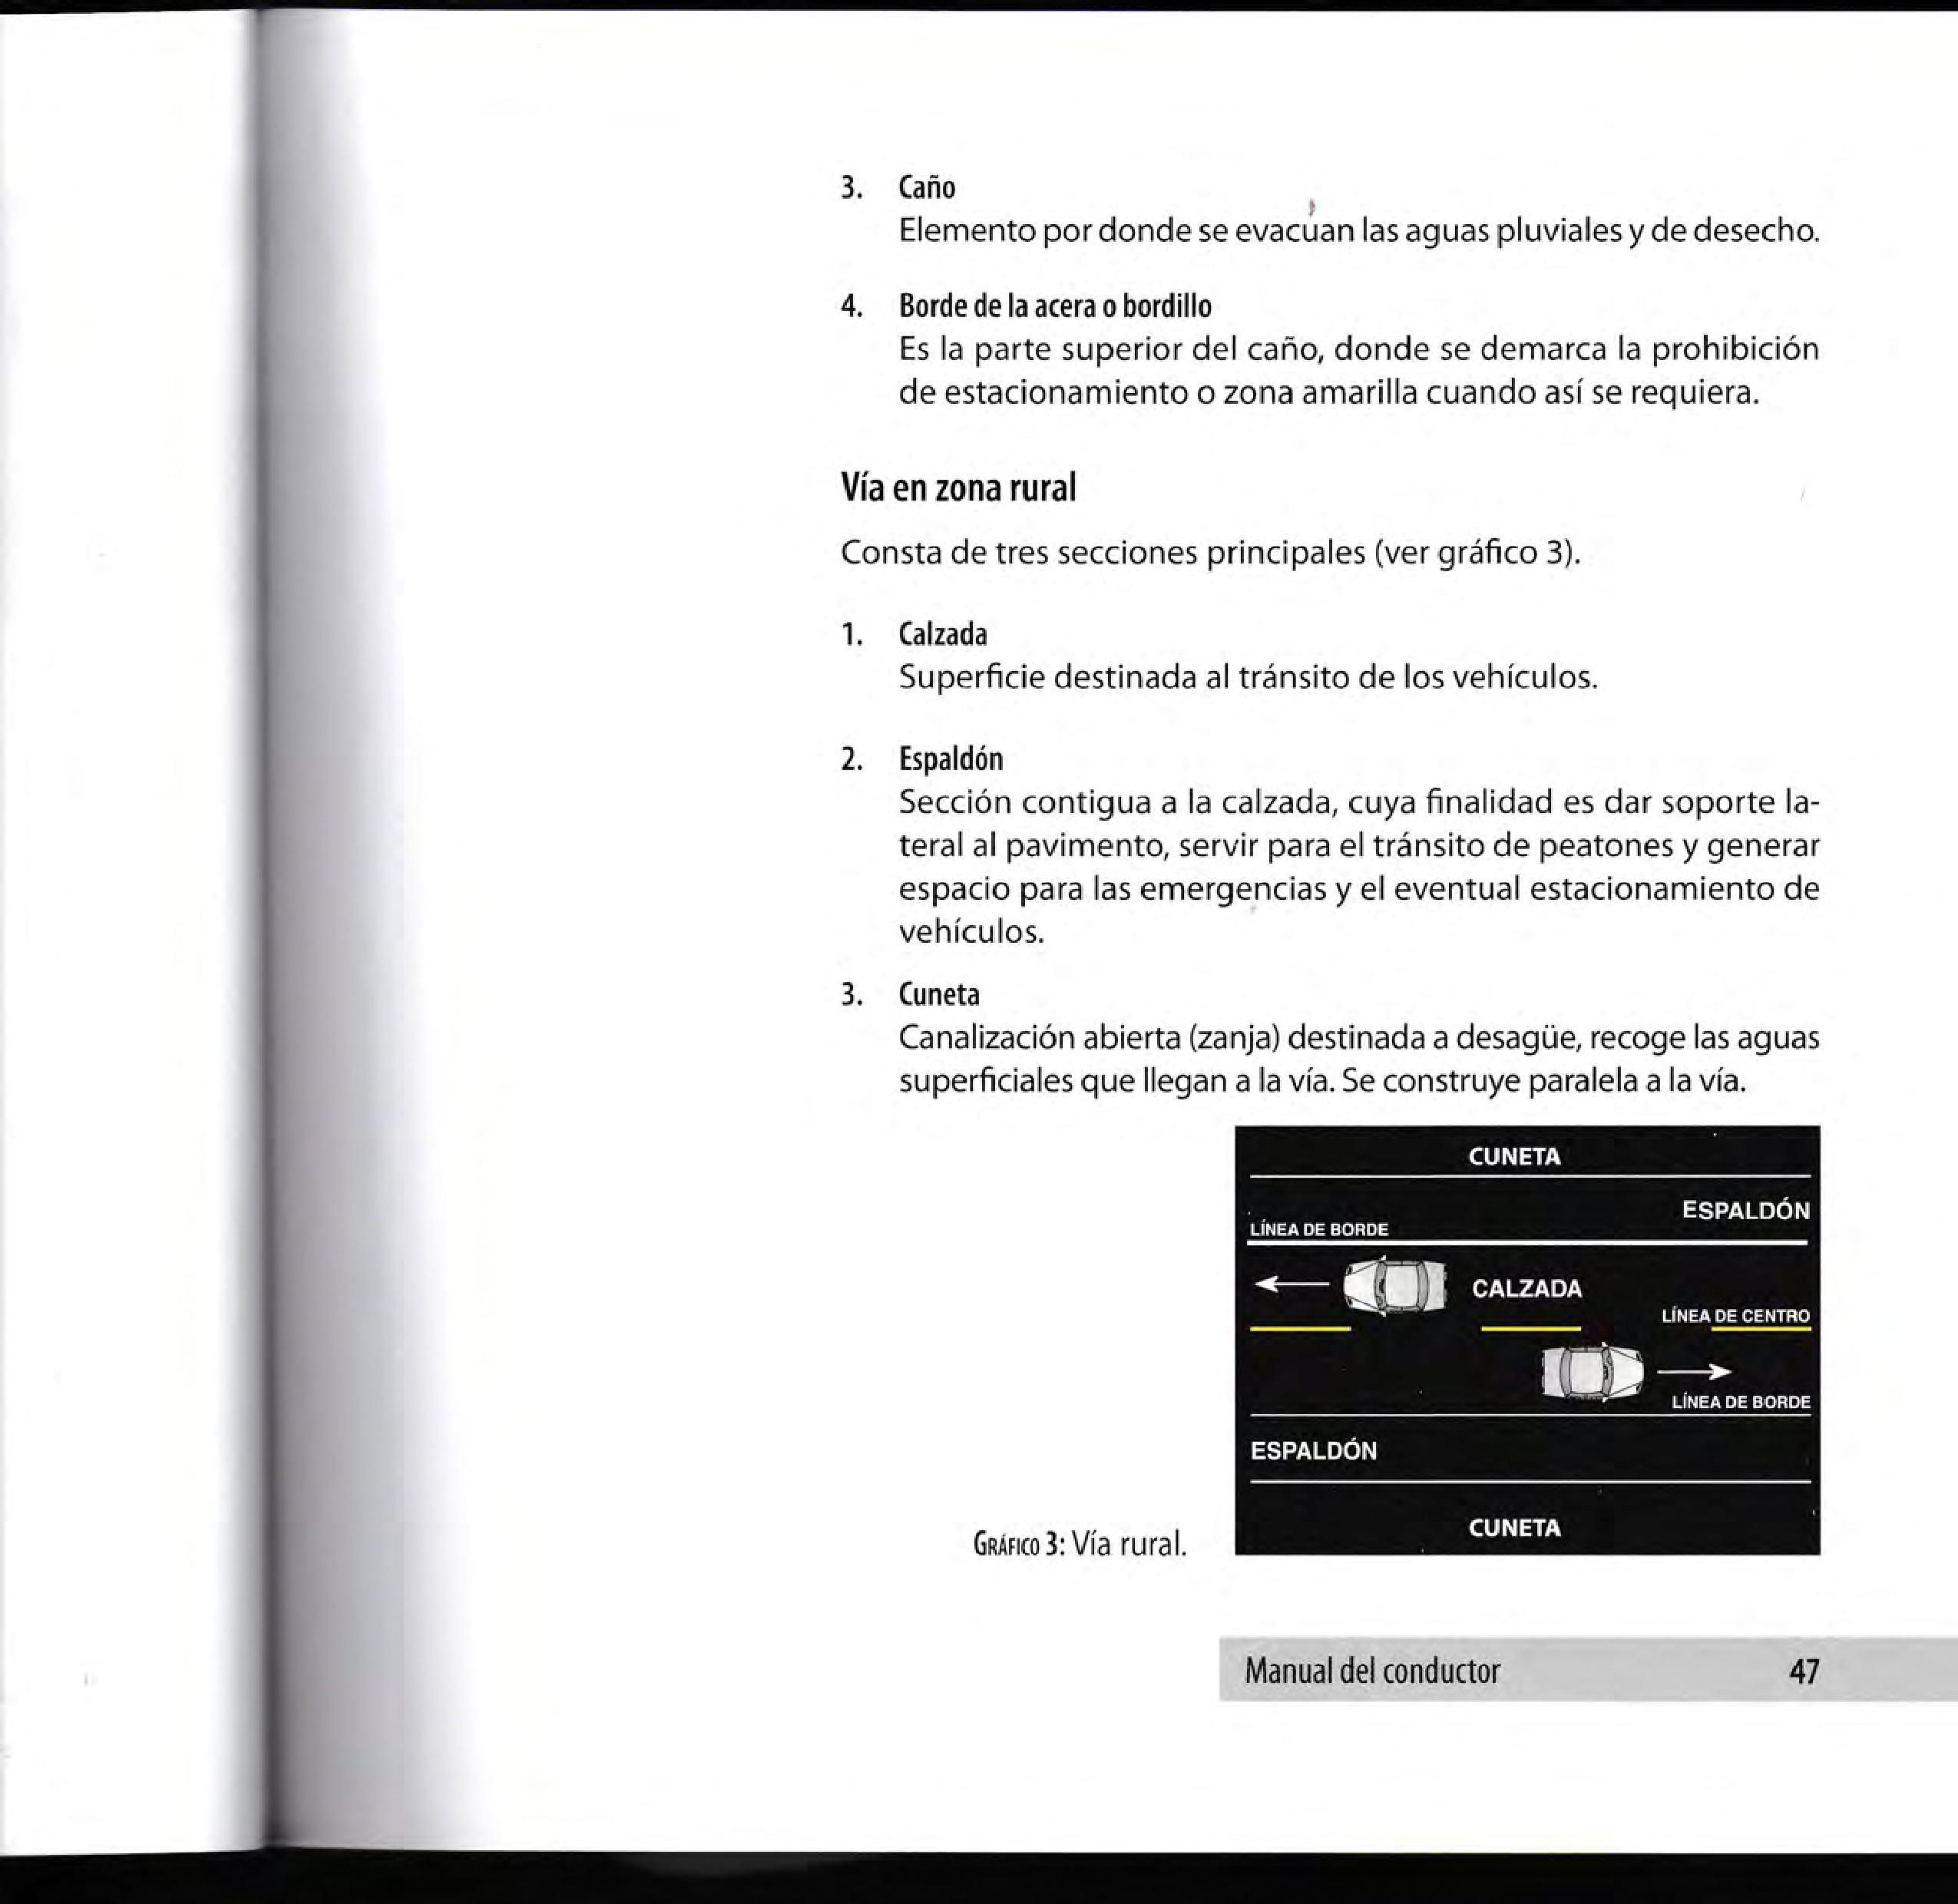 3. Caño
Elemento por donde se evacuan las aguas pluviales y de desecho.
4. Borde de la acera o bordillo
Es la parte superior del caño, donde se demarca la prohibición
de estacionamiento o zona amarilla cuando así se requiera.
Vía en zona rural
Consta de tres secciones principales (ver gráfico 3).
1. Calzada
Superficie destinada al tránsito de los vehículos.
2. Espaldón
Sección contigua a la calzada, cuya finalidad es dar soporte la-
teral al pavimento, servir para el tránsito de peatones y generar
espacio para las emergencias y el eventual estacionamiento de
vehículos.
3. Cuneta
Canalización abierta (zanja) destinada a desagüe, recoge las aguas
superficiales que llegan a la vía. Se construye paralela a la vía.
CUNETA
ESPALDÓN
LÍNEA DE BORDE
CALZADA
LÍNEA DE CENTRO
LÍNEA DE BORDE
ESPALDÓN
CUNETA
GRÁFICO 3: Vía rural.
Manual del conductor 47